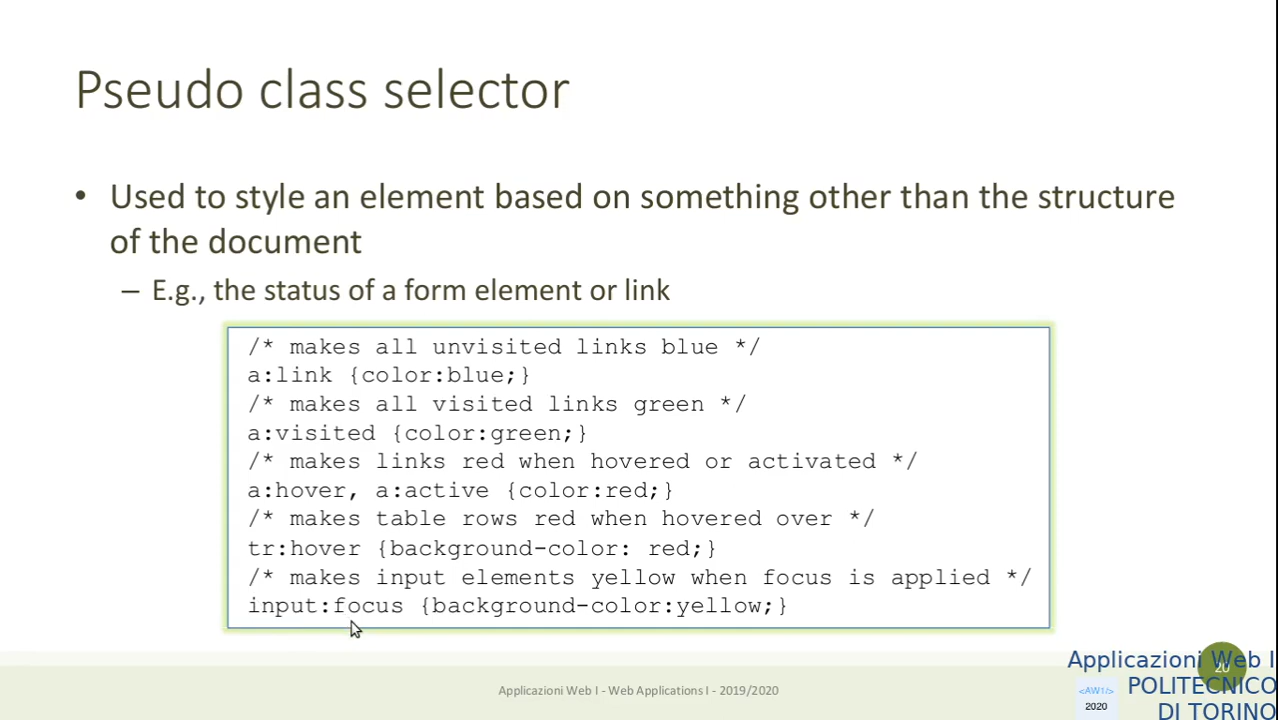 Pseudo class selector
• Used to style an element based on something other than the structure
of the document
– E.g., the status of a form element or link
/* makes all unvisited links blue */
a:link {color:blue;}
/* makes all visited links green */
a:visited {color:green;}
/* makes links red when hovered or activated */
a:hover, a:active {color:red;}
/* makes table rows red when hovered over */
tr:hover {background-color: red;}
/* makes input elements yellow when focus is applied */
input:focus {background-color:yellow;}
Applicazioni Web I - Web Applications I - 2019/2020
20
Applicazioni Web I
POLITECNICO
DI TORINO
<AW1/>
2020